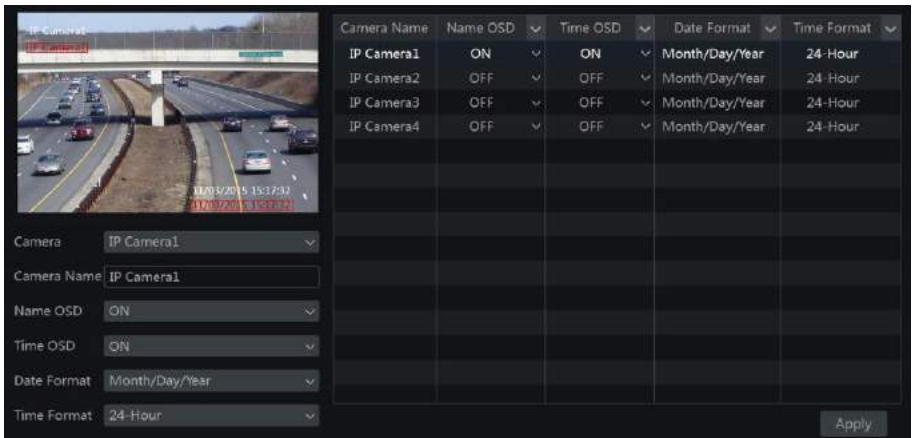 IP Camera1
IP Camera1
11/03/2015 15:17:32
11/03/2015 15:17:32
Camera IP Camera1
Camera Name IP Camera1
Name OSD ON
Time OSD ON
Date Format Month/Day/Year
Time Format 24-Hour
Camera Name Name OSD Time OSD Date Format Time Format
IP Camera1 ON ON Month/Day/Year 24-Hour
IP Camera2 OFF OFF Month/Day/Year 24-Hour
IP Camera3 OFF OFF Month/Day/Year 24-Hour
IP Camera4 OFF OFF Month/Day/Year 24-Hour
Apply